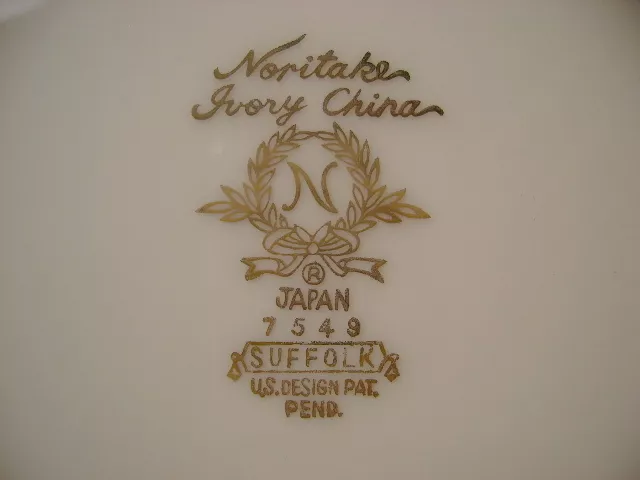 Noritake
Ivory China
N
®
JAPAN
7549
SUFFOLK
U.S. DESIGN PAT.
PEND.